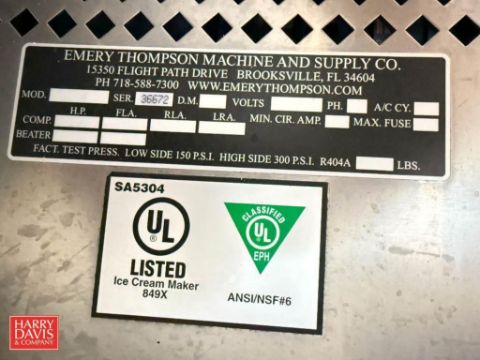 EMERY THOMPSON MACHINE AND SUPPLY CO.
15350 FLIGHT PATH DRIVE BROOKSVILLE, FL 34604
PH 718-588-7300 WWW.EMERYTHOMPSON.COM
MOD. SER. 36672 D.M. VOLTS PH. A/C CY.
H.P. FLA. RLA. LRA. MIN. CIR. AMP. MAX. FUSE
COMP.
BEATER
FACT. TEST PRESS. LOW SIDE 150 P.S.I. HIGH SIDE 300 P.S.I. R404A LBS.
SA5304
UL
LISTED
Ice Cream Maker
849X
CLASSIFIED
UL
EPH
ANSI/NSF#6
HARRY
DAVIS
& COMPANY